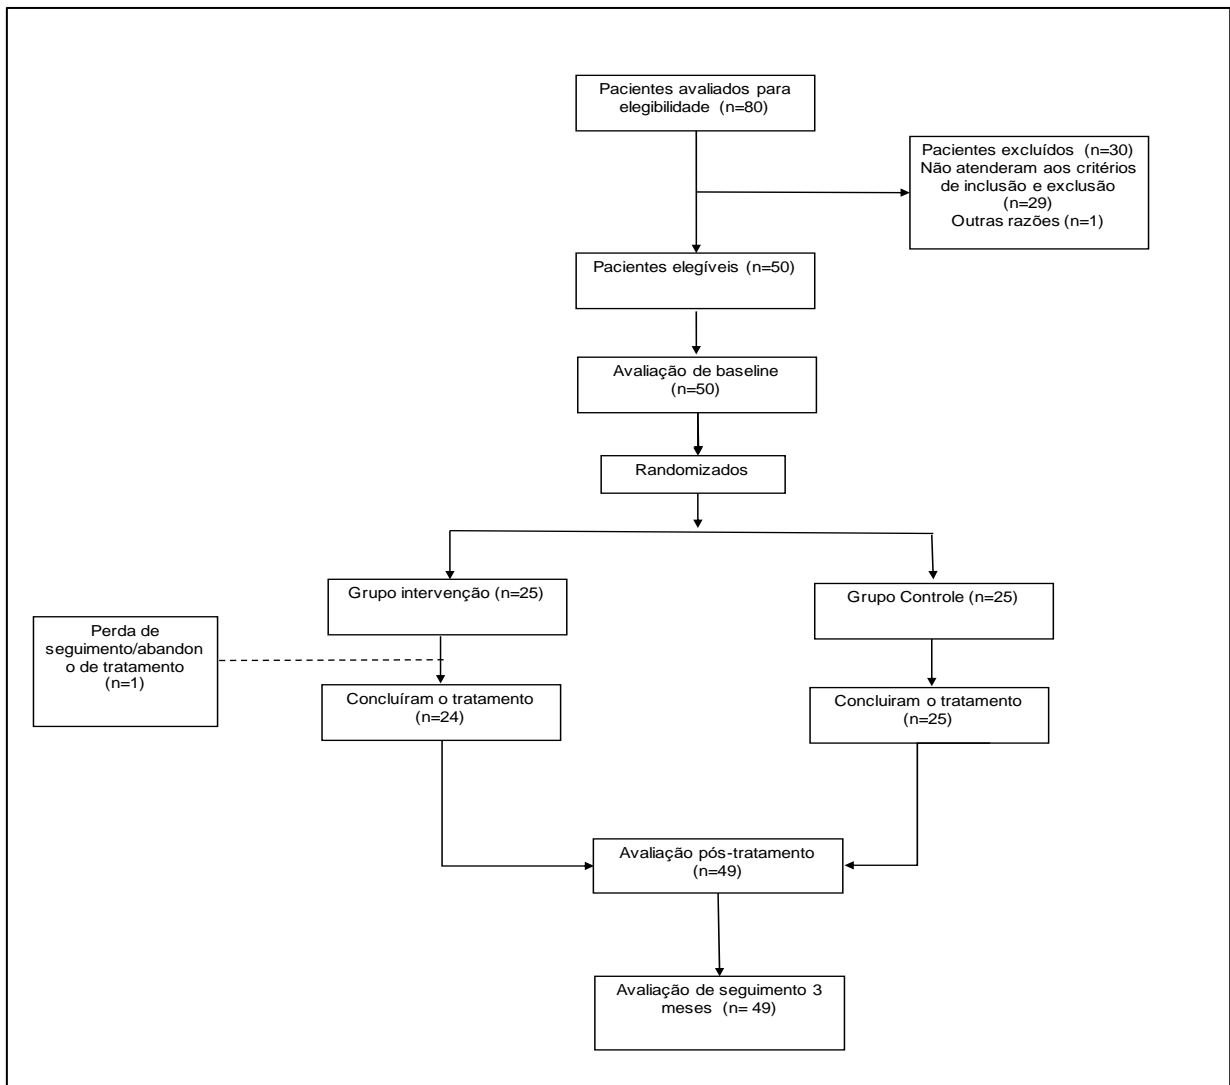 Pacientes avaliados para
elegibilidade (n=80)
Pacientes excluídos (n=30)
Não atenderam aos critérios
de inclusão e exclusão
(n=29)
Outras razões (n=1)
Pacientes elegíveis (n=50)
Avaliação de baseline
(n=50)
Randomizados
Grupo intervenção (n=25)
Grupo Controle (n=25)
Perda de
seguimento/abandon
o de tratamento
(n=1)
Concluíram o tratamento
(n=24)
Concluiram o tratamento
(n=25)
Avaliação pós-tratamento
(n=49)
Avaliação de seguimento 3
meses (n= 49)